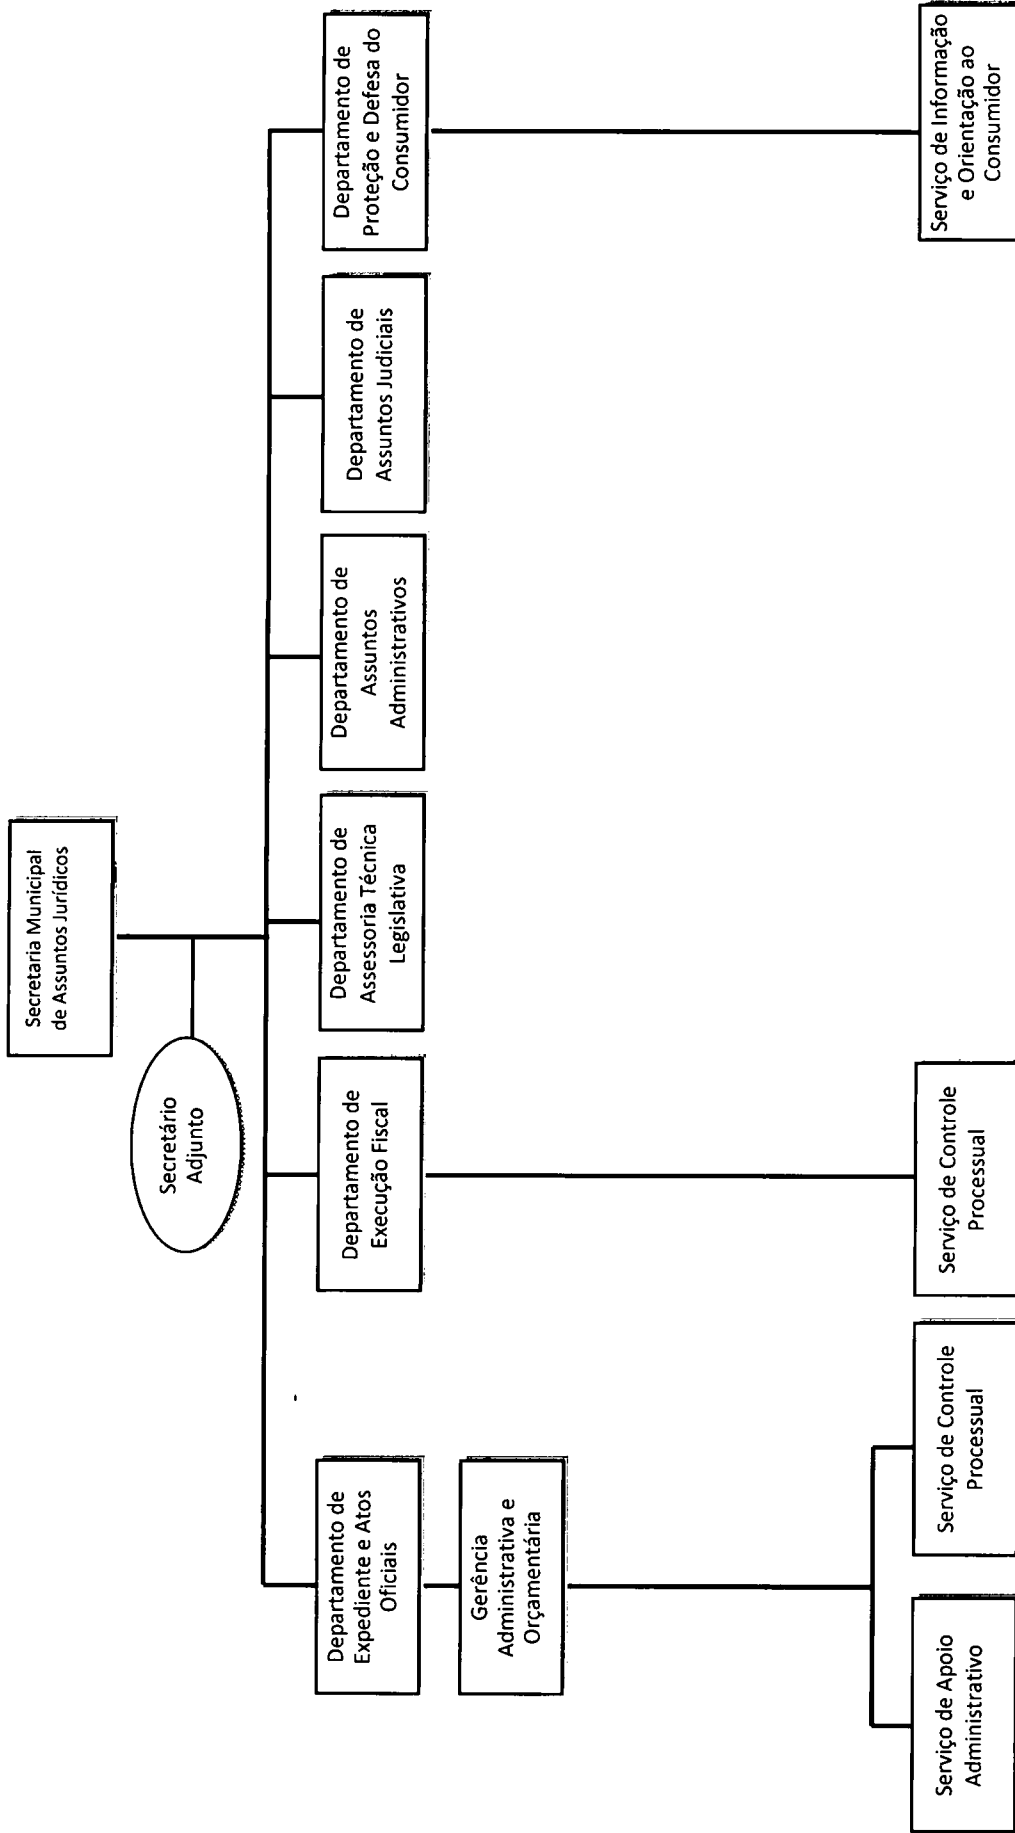 Secretaria Municipal
de Assuntos Jurídicos
Secretário
Adjunto
Departamento de
Expediente e Atos
Oficiais
Departamento de
Execução Fiscal
Departamento de
Assessoria Técnica
Legislativa
Departamento de
Assuntos
Administrativos
Departamento de
Assuntos Judiciais
Departamento de
Proteção e Defesa do
Consumidor
Gerência
Administrativa e
Orçamentária
Serviço de Apoio
Administrativo
Serviço de Controle
Processual
Serviço de Controle
Processual
Serviço de Informação
e Orientação ao
Consumidor